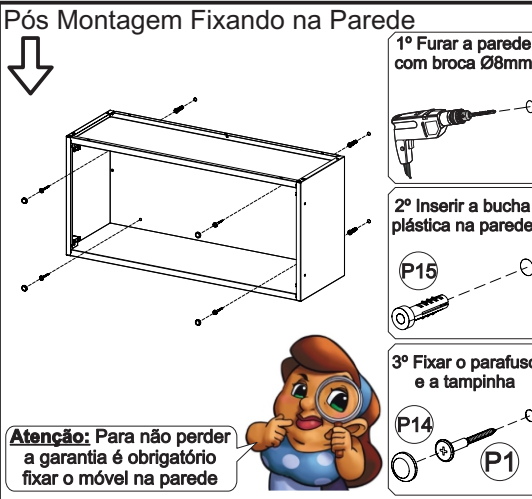 Pós Montagem Fixando na Parede
1º Furar a parede
com broca Ø8mm
2º Inserir a bucha
plástica na parede
P15
3º Fixar o parafuso
e a tampinha
P14
P1
Atenção: Para não perder
a garantia é obrigatório
fixar o móvel na parede